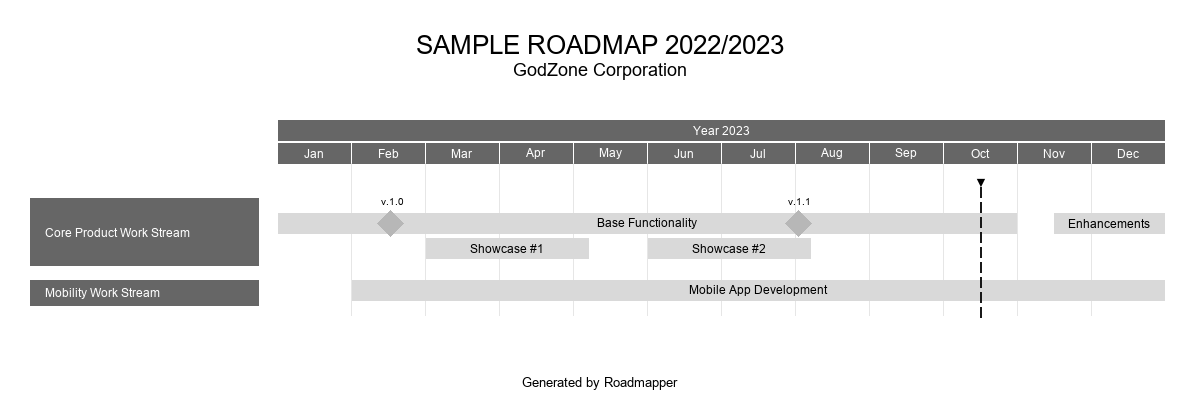 SAMPLE ROADMAP 2022/2023
GodZone Corporation
Year 2023
Jan Feb Mar Apr May Jun Jul Aug Sep Oct Nov Dec
v.1.0 v.1.1
Core Product Work Stream
Base Functionality Enhancements
Showcase #1 Showcase #2
Mobility Work Stream Mobile App Development
Generated by Roadmapper